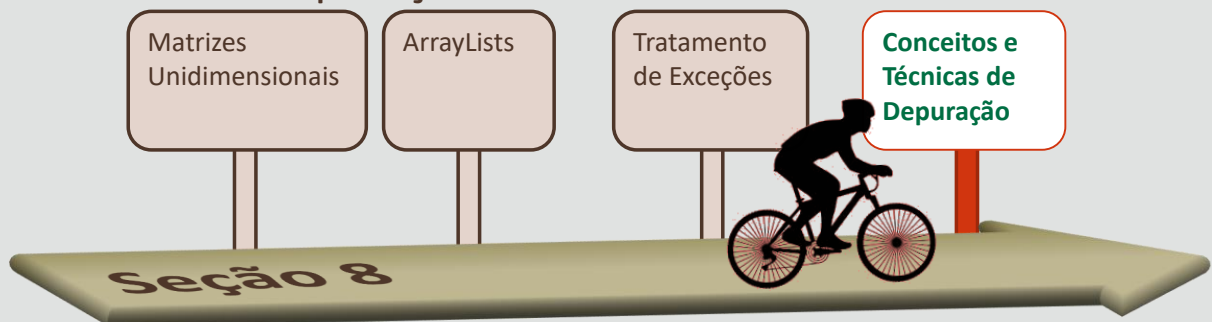 Matrizes
Unidimensionais
ArrayLists
Tratamento
de Exceções
Conceitos e
Técnicas de
Depuração
Seção 8